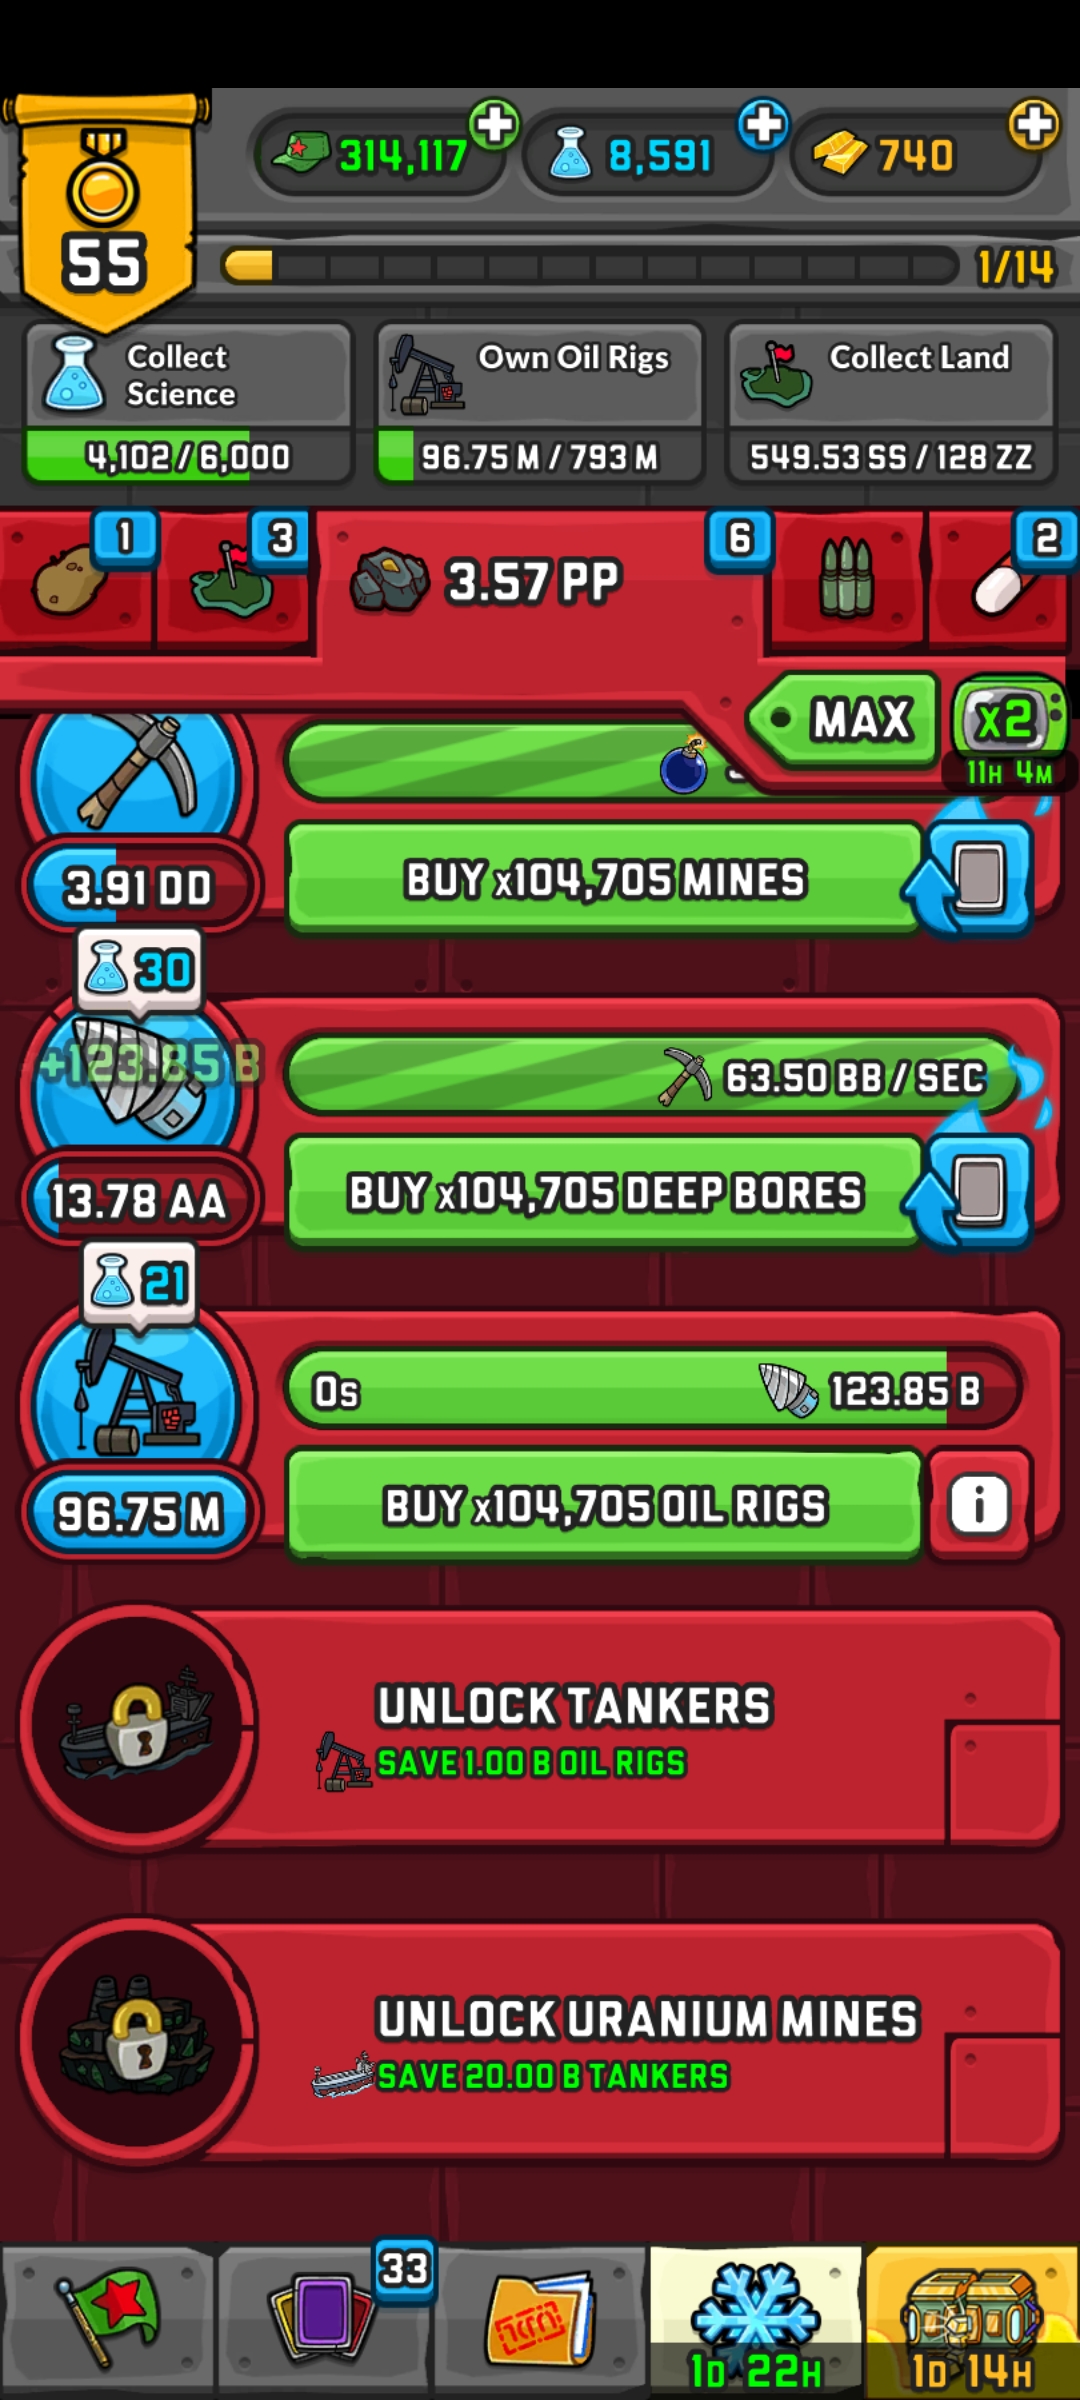 314,117
8,591
740
55
1/14
Collect
Science
4,102 / 6,000
Own Oil Rigs
96.75 M / 793 M
Collect Land
549.53 SS / 128 ZZ
1
3
3.57 PP
6
2
MAX
x2
11H 4M
3.91 DD
BUY x104,705 MINES
30
+123.85 B
63.50 BB / SEC
13.78 AA
BUY x104,705 DEEP BORES
21
0s
123.85 B
96.75 M
BUY x104,705 OIL RIGS
i
UNLOCK TANKERS
SAVE 1.00 B OIL RIGS
UNLOCK URANIUM MINES
SAVE 20.00 B TANKERS
33
1D 22H
1D 14H